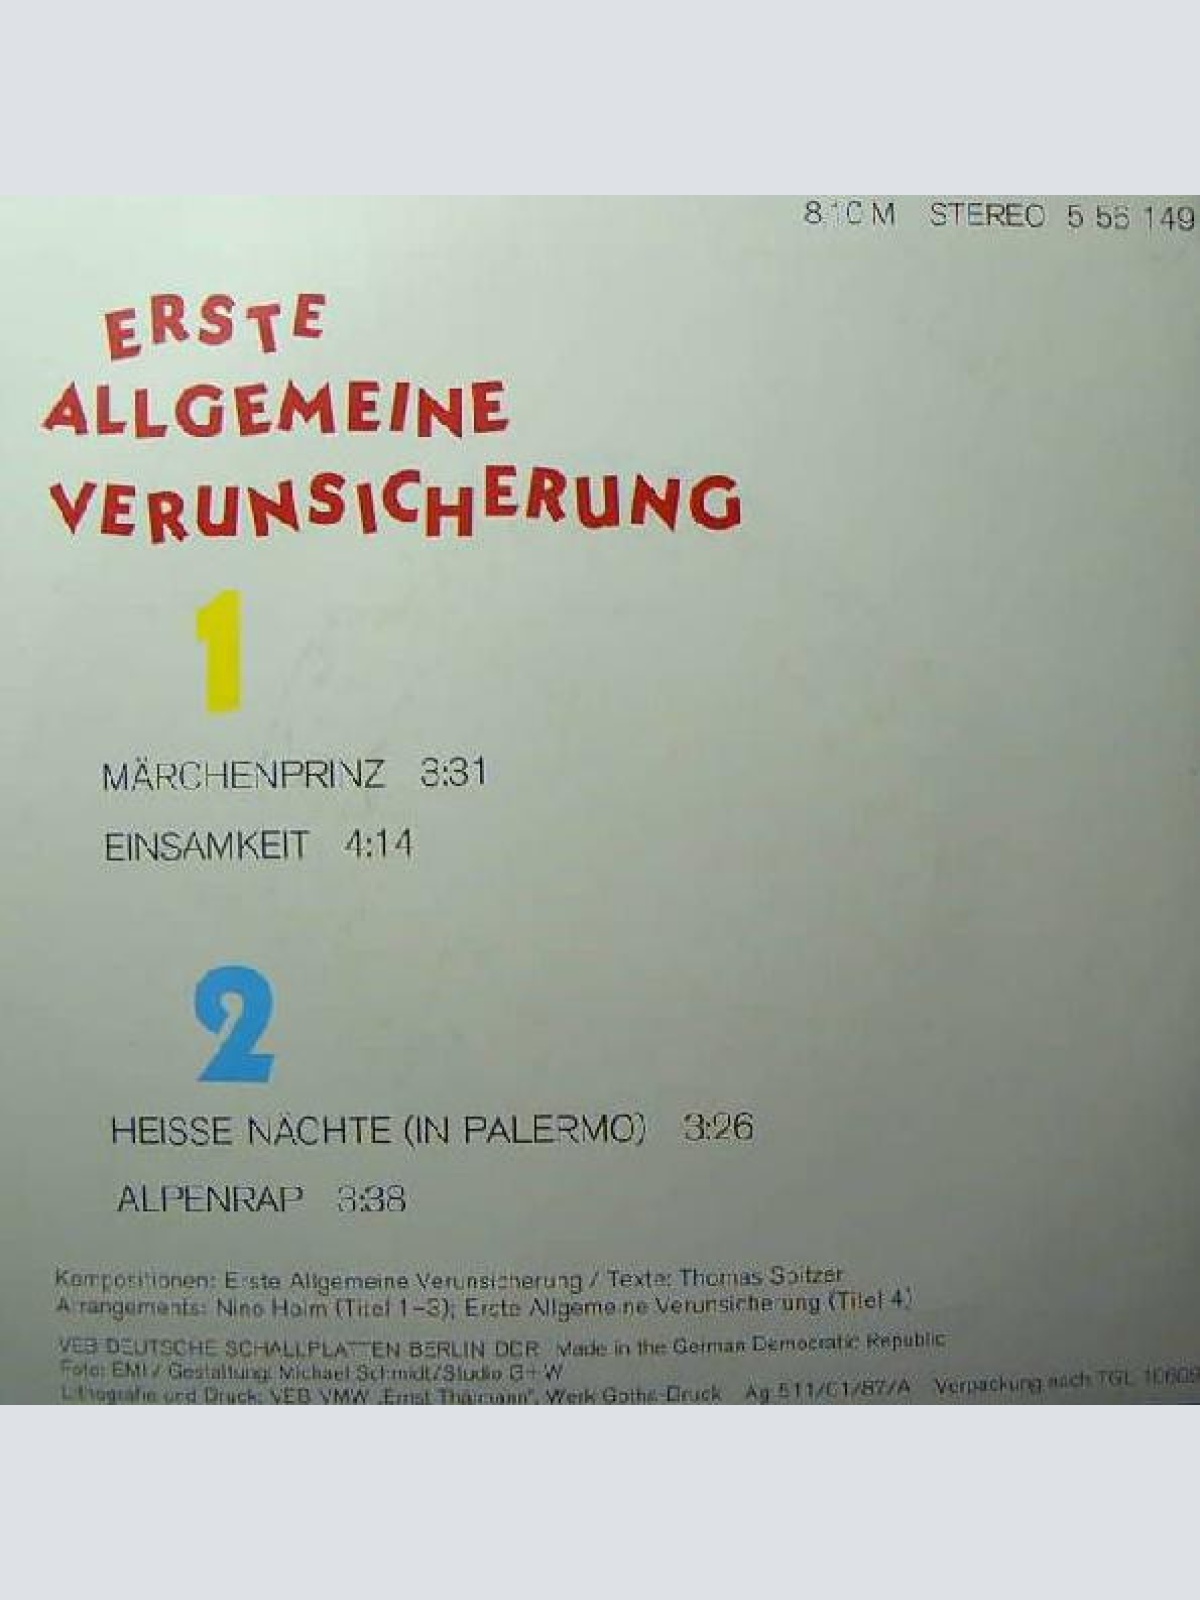 8,10 M STEREO 5 56 149
ERSTE
ALLGEMEINE
VERUNSICHERUNG
1
MÄRCHENPRINZ 3:31
EINSAMKEIT 4:14
2
HEISSE NÄCHTE (IN PALERMO) 3:26
ALPENRAP 3:38
Kompositionen: Erste Allgemeine Verunsicherung / Texte: Thomas Spitzer
Arrangements: Nino Holm (Titel 1–3); Erste Allgemeine Verunsicherung (Titel 4)
VEB DEUTSCHE SCHALLPLATTEN BERLIN DDR Made in the German Democratic Republic
Foto: EMI / Gestaltung: Michael Schmidt/Studio G+W
Lithografie und Druck: VEB VMW „Ernst Thälmann", Werk Gotha-Druck Ag 511/01/87/A Verpackung nach TGL 10609